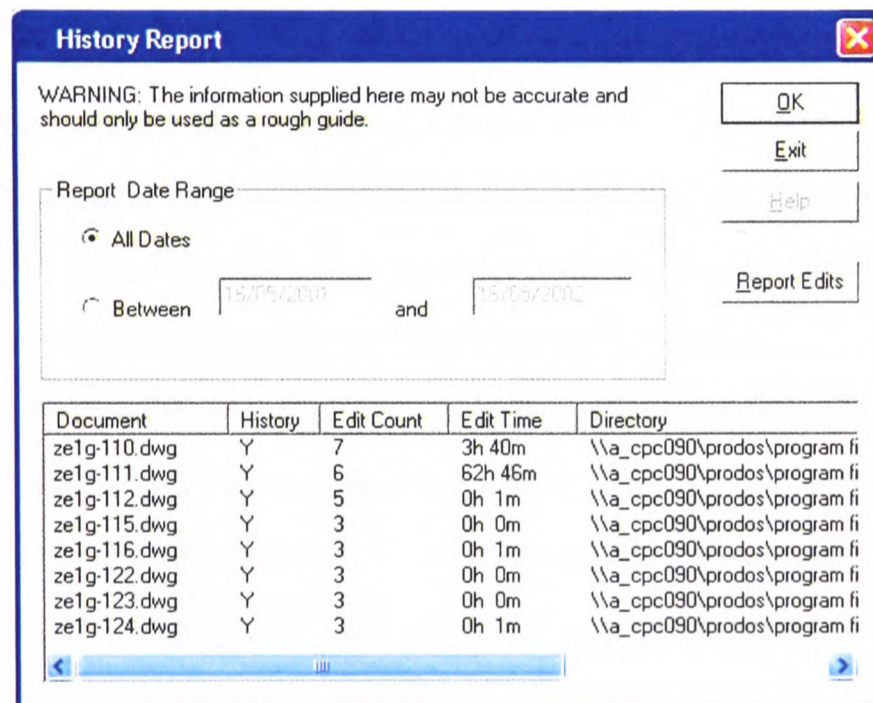 History Report
WARNING: The information supplied here may not be accurate and
should only be used as a rough guide.
OK
Exit
Help
Report Date Range
All Dates
Between 16/05/2001 and 16/05/2002
Report Edits
Document History Edit Count Edit Time Directory
ze1g-110.dwg Y 7 3h 40m \\a_cpc090\prodos\program fi
ze1g-111.dwg Y 6 62h 46m \\a_cpc090\prodos\program fi
ze1g-112.dwg Y 5 0h 1m \\a_cpc090\prodos\program fi
ze1g-115.dwg Y 3 0h 0m \\a_cpc090\prodos\program fi
ze1g-116.dwg Y 3 0h 1m \\a_cpc090\prodos\program fi
ze1g-122.dwg Y 3 0h 0m \\a_cpc090\prodos\program fi
ze1g-123.dwg Y 3 0h 0m \\a_cpc090\prodos\program fi
ze1g-124.dwg Y 3 0h 1m \\a_cpc090\prodos\program fi